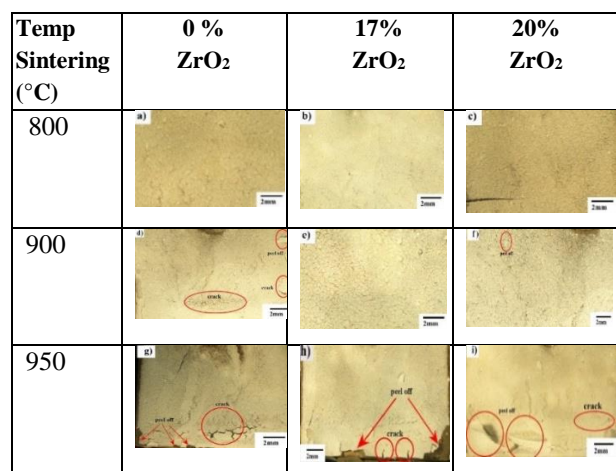 Temp
Sintering
(°C)
0 %
ZrO₂
17%
ZrO₂
20%
ZrO₂
800
a)
2mm
b)
2mm
c)
2mm
900
d)
peel off
crack
crack
2mm
e)
2mm
f)
peel off
2mm
950
g)
peel off
crack
2mm
h)
peel off
crack
2mm
i)
peel off
crack
2mm